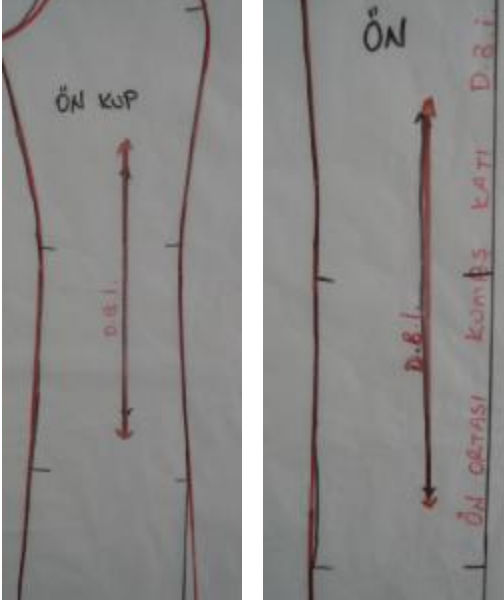 ÖN KUP
D.B.İ.
ÖN
D.B.İ.
ÖN ORTASI KUMAŞ KATI D.B.İ